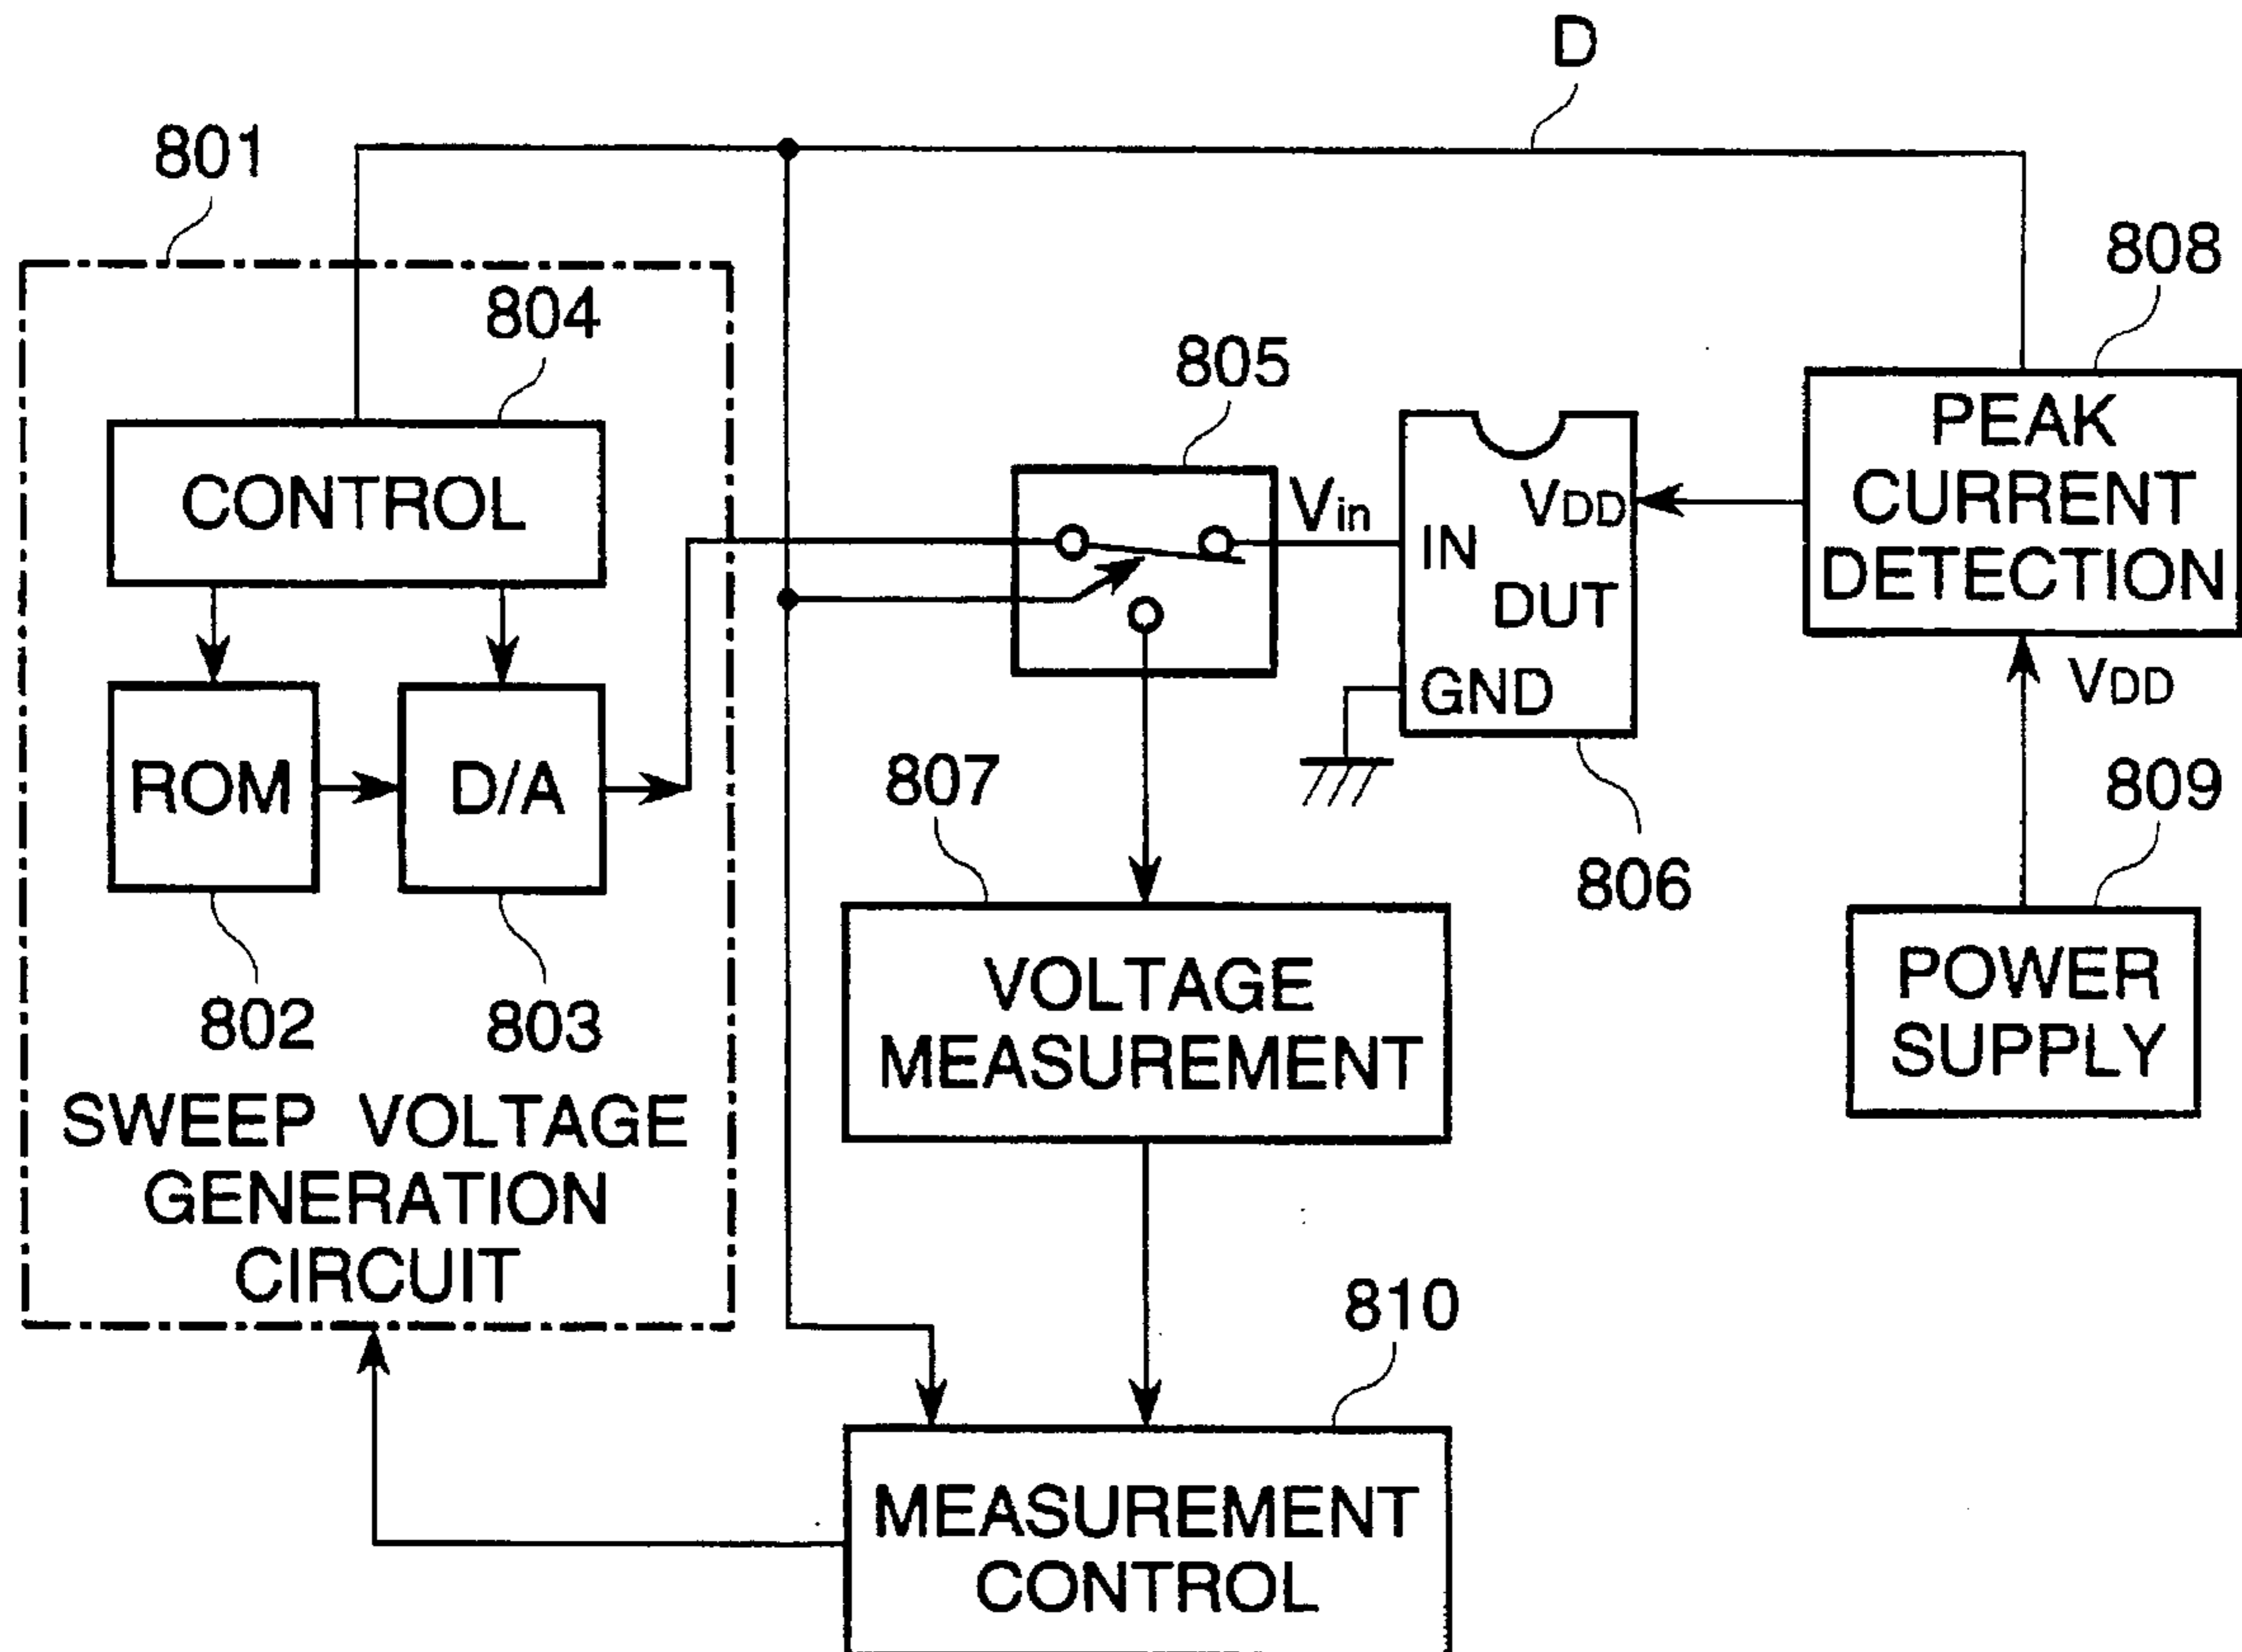 D
801
808
804
805
PEAK
CURRENT
DETECTION
CONTROL
Vin
VDD
IN
DUT
GND
VDD
ROM
D/A
807
809
806
802
803
VOLTAGE
MEASUREMENT
POWER
SUPPLY
SWEEP VOLTAGE
GENERATION
CIRCUIT
810
MEASUREMENT
CONTROL